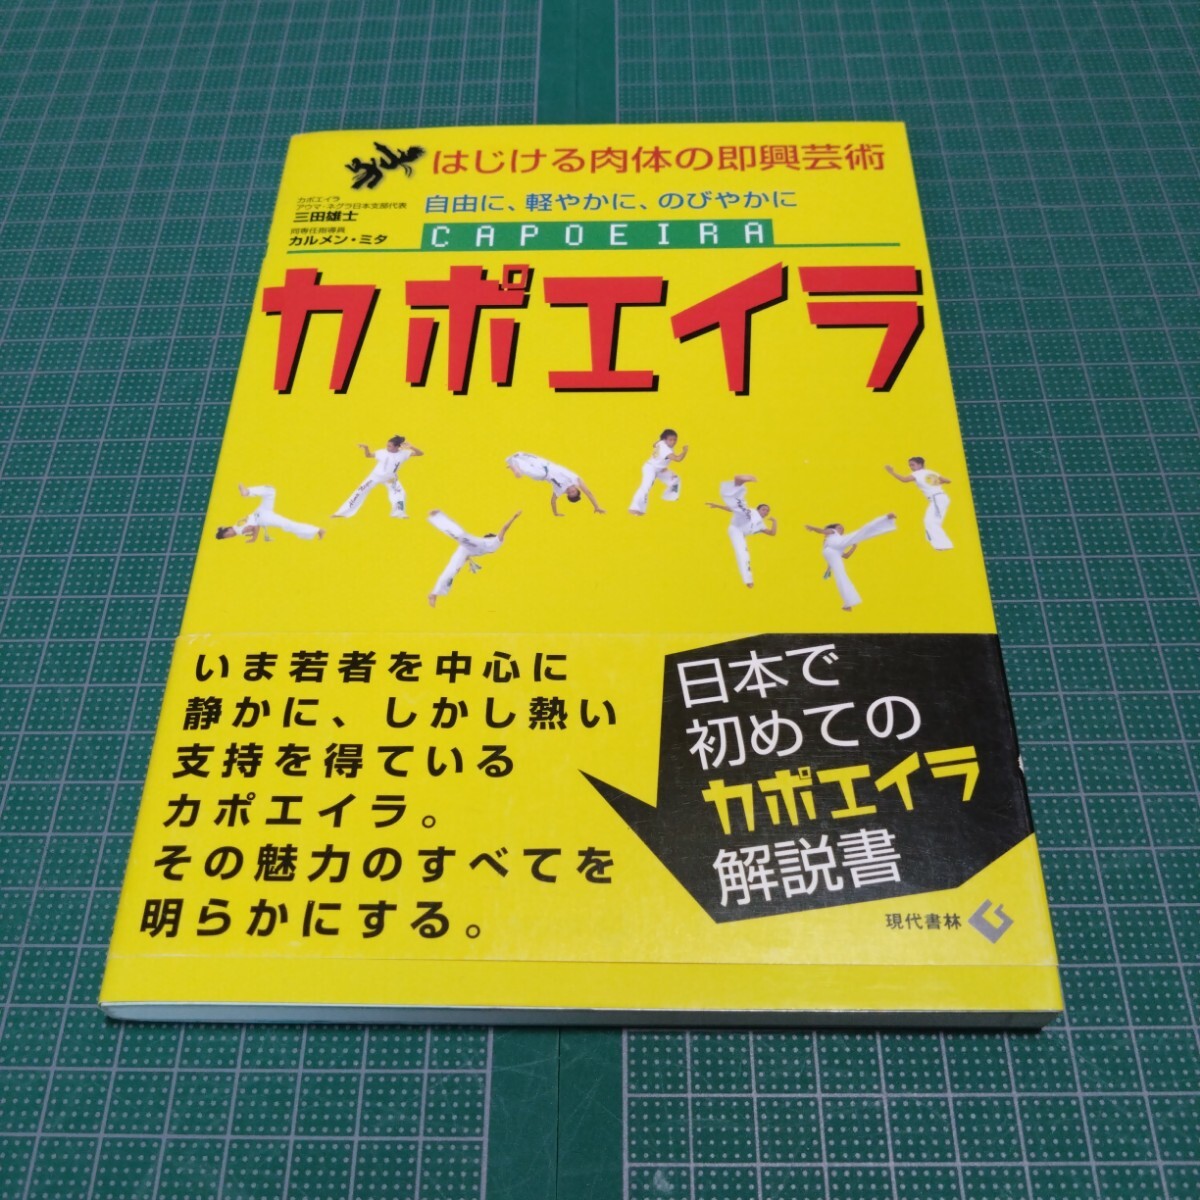 はじける肉体の即興芸術
カポエイラ
アウマ・ネグラ日本支部代表
三田雄士
同専任指導員
カルメン・ミタ
自由に、軽やかに、のびやかに
CAPOEIRA
カポエイラ
いま若者を中心に
静かに、しかし熱い
支持を得ている
カポエイラ。
その魅力のすべてを
明らかにする。
日本で
初めての
カポエイラ
解説書
現代書林